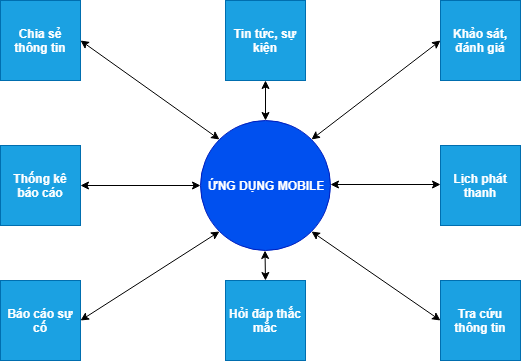 Chia sẻ
thông tin
Tin tức, sự
kiện
Khảo sát,
đánh giá
Thống kê
báo cáo
ỨNG DỤNG MOBILE
Lịch phát
thanh
Báo cáo sự
cố
Hỏi đáp thắc
mắc
Tra cứu
thông tin